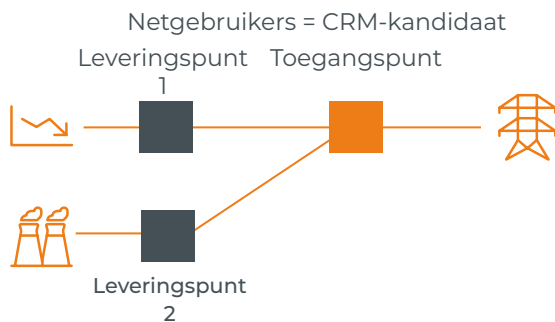 Netgebruikers = CRM-kandidaat
Leveringspunt
1
Toegangspunt
Leveringspunt
2